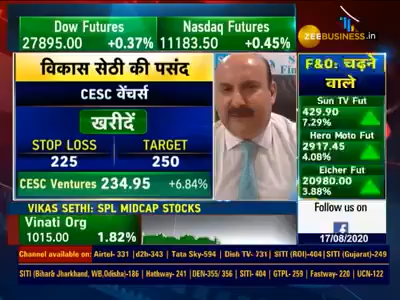 Dow Futures
27895.00 +0.37%
Nasdaq Futures
11183.50 +0.45%
ZEEBUSINESS.in
विकास सेठी की पसंद
CESC वेंचर्स
खरीदें
STOP LOSS TARGET
225 250
CESC Ventures 234.95 +6.84%
F&O: चढ़ने
वाले
Sun TV Fut
429.90
7.29%
Hero Moto Fut
2917.45
4.08%
Eicher Fut
20980.00
3.88%
VIKAS SETHI: SPL MIDCAP STOCKS
Vinati Org
1015.00 1.82%
Follow us on
17/08/2020
Channel available on: Airtel- 331 | d2h-343 | Tata Sky-594 | Dish TV- 731| SITI (ROI)-414 | SITI (Gujarat)-249
SITI (Bihar& Jharkhand, WB,Odisha)-186 | Hathway- 241 |DEN-355/ 356 | SITI- 404 | GTPL- 259 | Fastway- 220 | UCN-122